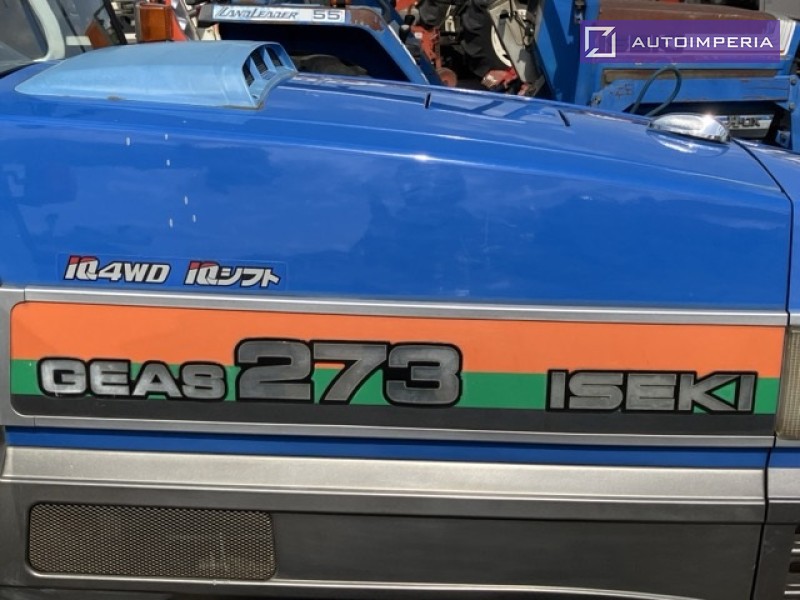 LANDLEADER 55
AUTOIMPERIA
IQ4WD IQシフト
GEAS 273 ISEKI